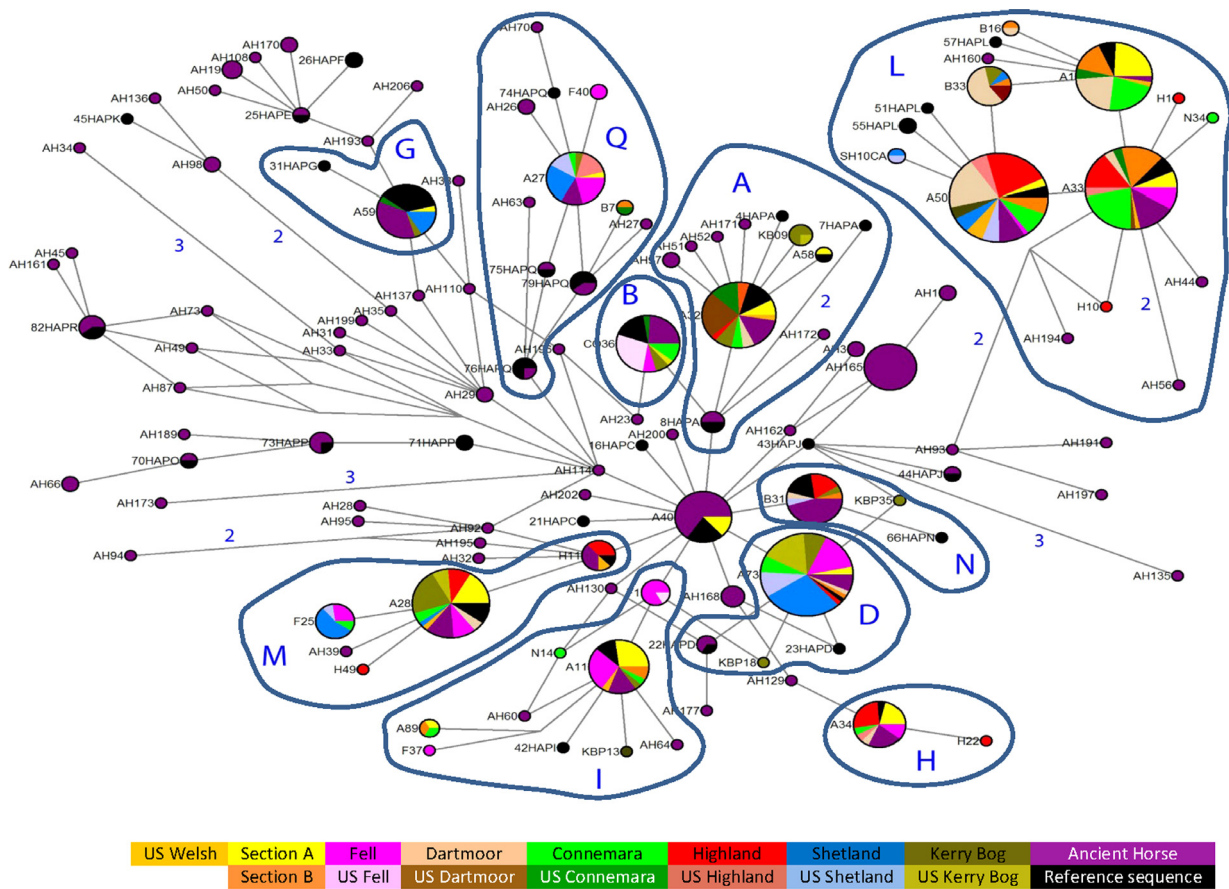 AH70
B16
57HAPL
AH170
AH108
26HAPF
AH19
L
AH160
A1
B33
AH206
AH50
74HAPQ
F40
AH136
AH26
H1
25HAPE
51HAPL
N34
45HAPK
Q
55HAPL
AH193
G
AH34
AH98
SH10CA
31HAPG
A27
A
A33
A50
A59
AH63
B7
AH171
4HAPA
7HAPA
AH27
AH52
KB09
3
2
AH51
A58
AH45
AH57
AH161
75HAPQ
79HAPQ
AH44
B
2
AH137
AH110
AH1
H10
2
AH35
AH73
AH199
82HAPR
AH31
CO36
AH172
2
AH194
AH49
AH33
AH196
AH3
AH165
76HAPQ
AH56
AH87
AH29
AH23
8HAPA
AH162
AH189
AH200
43HAPJ
AH191
73HAPP
71HAPP
16HAPC
AH93
70HAPO
AH114
44HAPJ
AH66
3
AH173
AH202
AH197
B31
KBP35
AH28
A40
AH95
21HAPC
2
AH92
66HAPN
3
AH195
N
AH94
AH32
H11
A73
AH135
AH130
1
AH168
A28
D
F25
22HAPD
23HAPD
M
AH39
N14
KBP18
A11
H49
AH129
AH60
AH177
A89
A34
F37
42HAPI
KBP13
AH64
H22
I
H
US Welsh Section A Fell Dartmoor Connemara Highland Shetland Kerry Bog Ancient Horse
Section B US Fell US Dartmoor US Connemara US Highland US Shetland US Kerry Bog Reference sequence